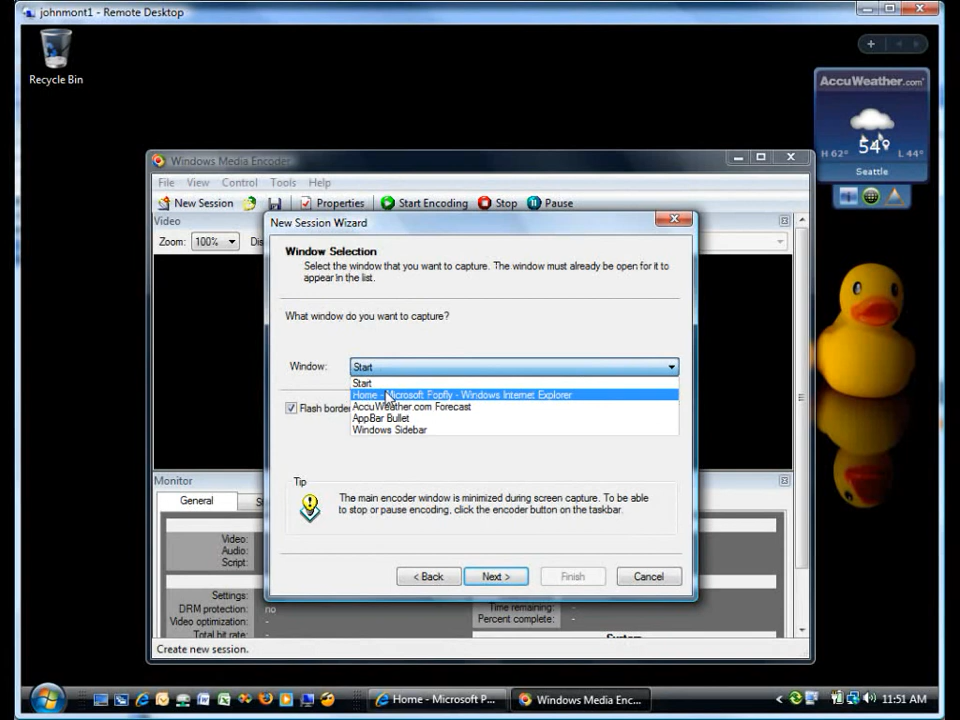 johnmont1 - Remote Desktop
Recycle Bin
AccuWeather.com
54°
H 62° L 44°
Seattle
Windows Media Encoder
File View Control Tools Help
New Session Properties Start Encoding Stop Pause
Video
Zoom: 100% Dis
New Session Wizard
Window Selection
Select the window that you want to capture. The window must already be open for it to
appear in the list.
What window do you want to capture?
Window: Start
Start
Home - Microsoft Popfly - Windows Internet Explorer
AccuWeather.com Forecast
AppBar Bullet
Windows Sidebar
Flash border
Tip
The main encoder window is minimized during screen capture. To be able
to stop or pause encoding, click the encoder button on the taskbar.
< Back Next > Finish Cancel
Monitor
General
Video:
Audio:
Script:
Settings:
DRM protection: no
Video optimization: -
Total bit rate: -
Time remaining: -
Percent complete: -
System
Create new session.
Home - Microsoft P...
Windows Media Enc...
11:51 AM